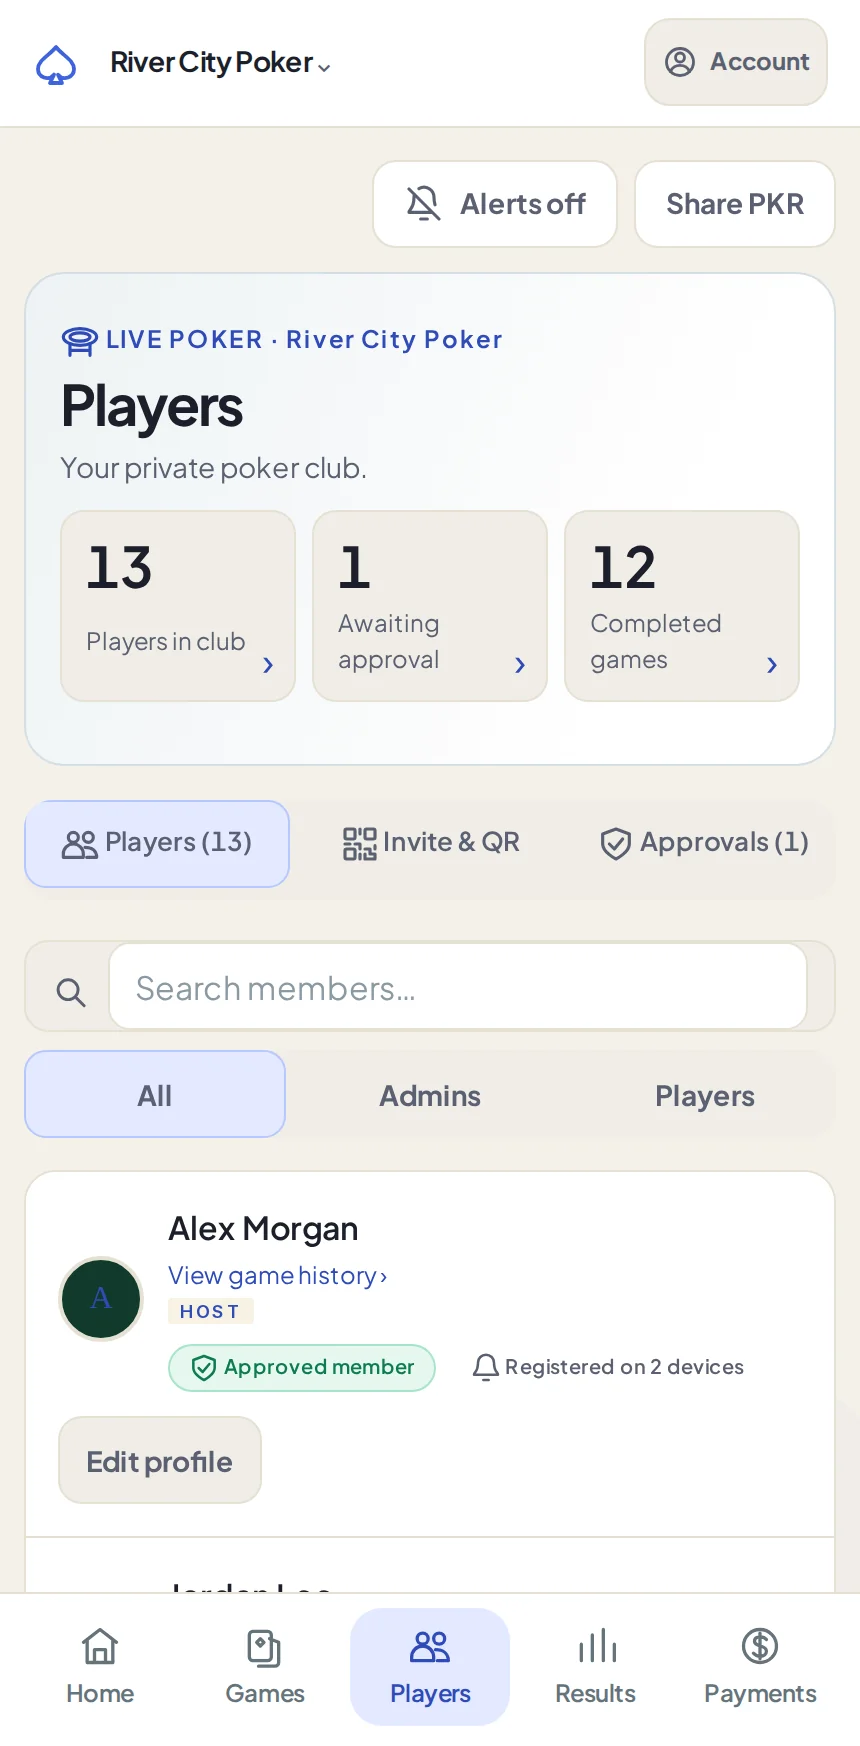 River City Poker
Account
Alerts off
Share PKR
LIVE POKER · River City Poker
Players
Your private poker club.
13
Players in club
1
Awaiting
approval
12
Completed
games
Players (13)
Invite & QR
Approvals (1)
Search members...
All
Admins
Players
Alex Morgan
A
View game history ›
HOST
Approved member
Registered on 2 devices
Edit profile
Home
Games
Players
Results
Payments